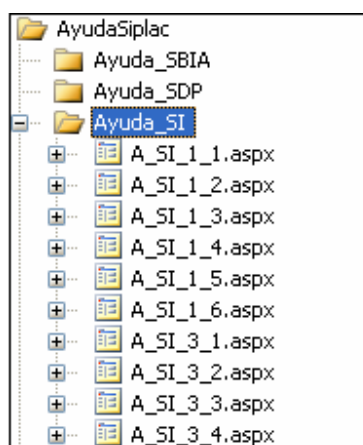 AyudaSiplac
Ayuda_SBIA
Ayuda_SDP
Ayuda_SI
A_SI_1_1.aspx
A_SI_1_2.aspx
A_SI_1_3.aspx
A_SI_1_4.aspx
A_SI_1_5.aspx
A_SI_1_6.aspx
A_SI_3_1.aspx
A_SI_3_2.aspx
A_SI_3_3.aspx
A_SI_3_4.aspx